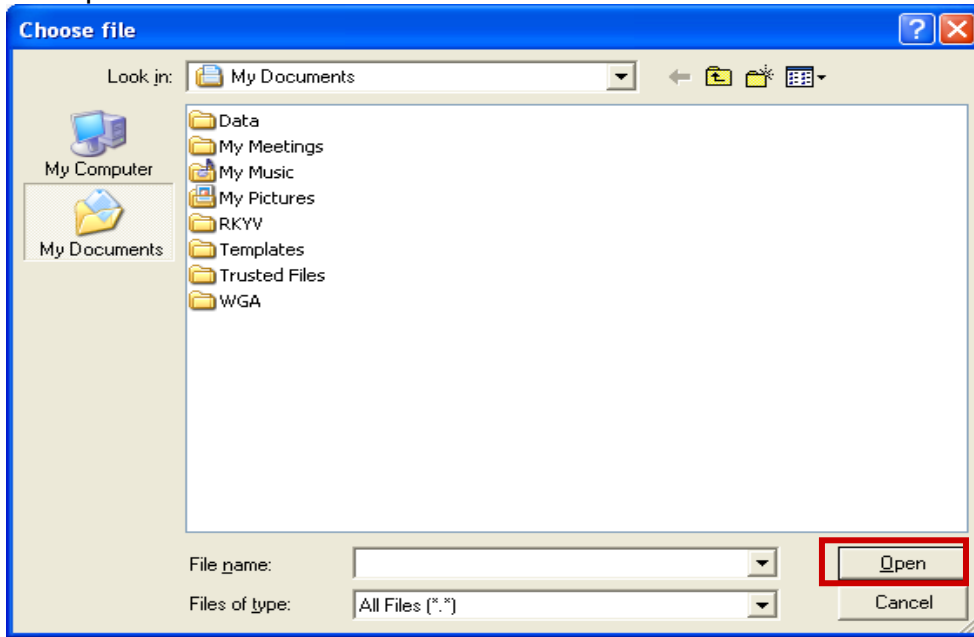 Choose file
Look in: My Documents
My Computer
My Documents
Data
My Meetings
My Music
My Pictures
RKYV
Templates
Trusted Files
WGA
File name: Open
Files of type: All Files (*.*) Cancel